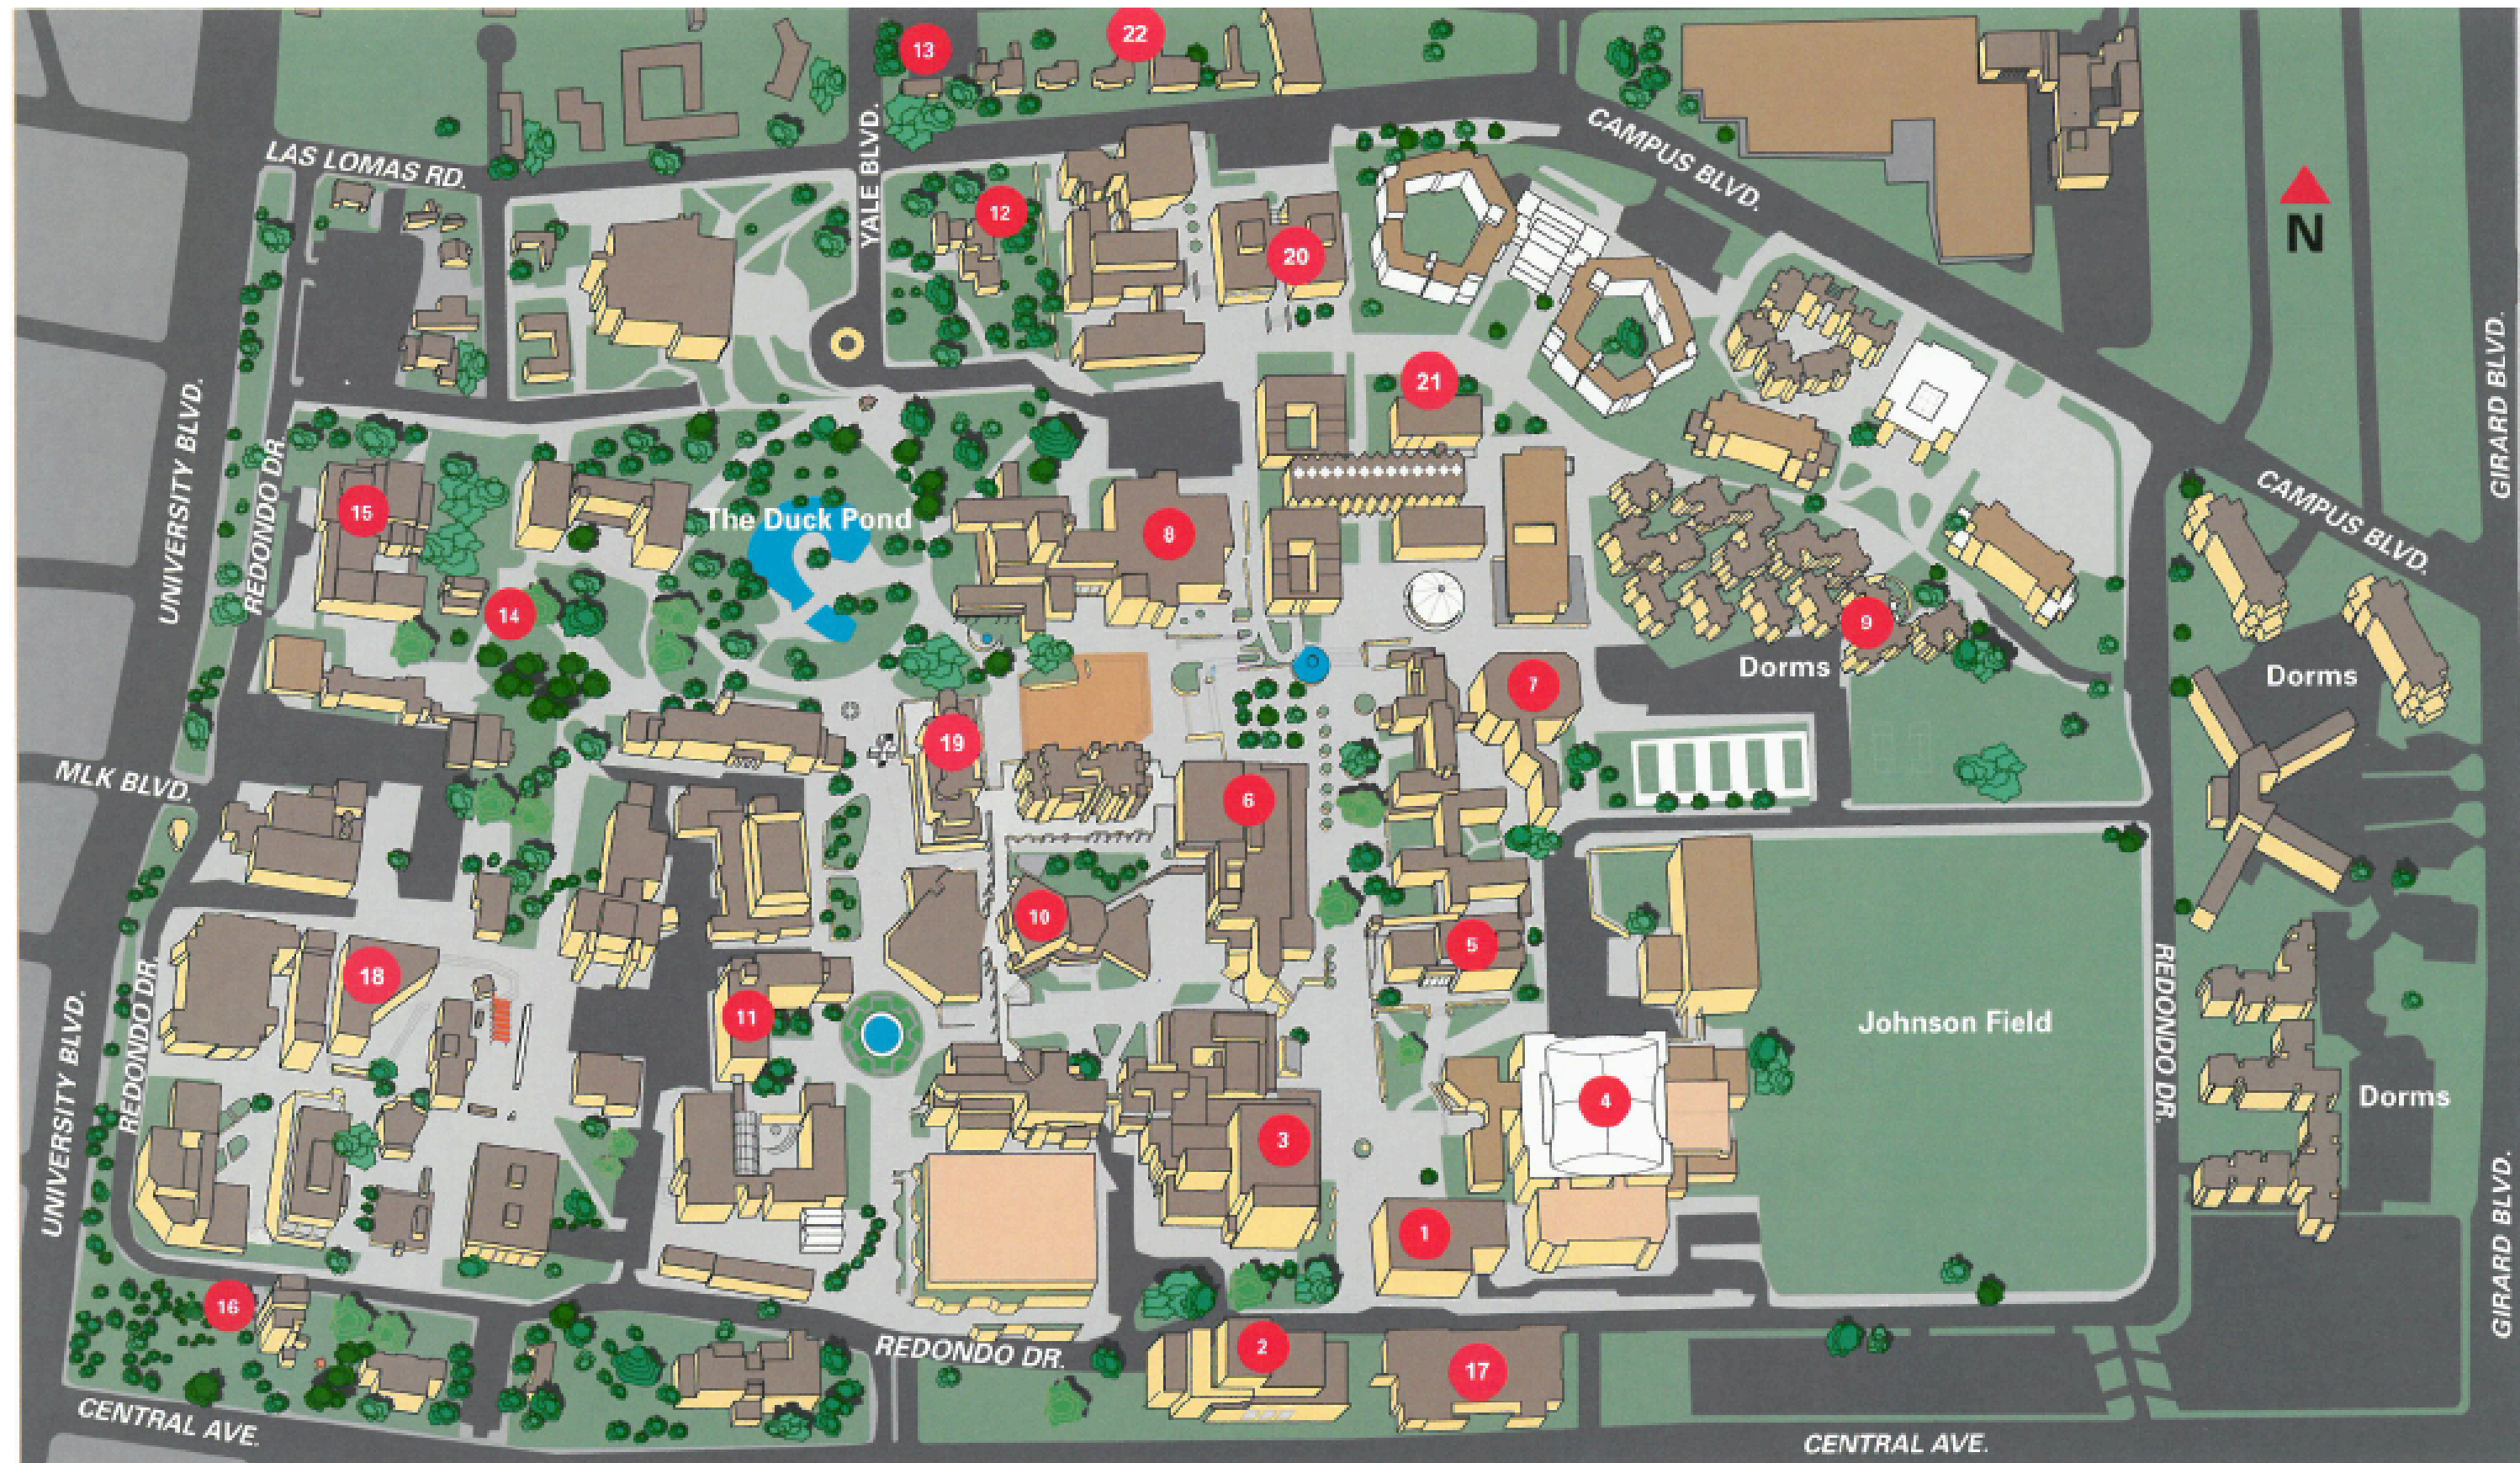 22
13
CAMPUS BLVD.
YALE BLVD.
LAS LOMAS RD.
12
N
20
GIRARD BLVD.
21
UNIVERSITY BLVD.
REDONDO DR.
15
The Duck Pond
8
CAMPUS BLVD.
14
9
Dorms
Dorms
7
19
MLK BLVD.
6
10
5
18
REDONDO DR.
REDONDO DR.
11
Johnson Field
UNIVERSITY BLVD.
4
Dorms
3
GIRARD BLVD.
1
16
REDONDO DR.
2
17
CENTRAL AVE.
CENTRAL AVE.